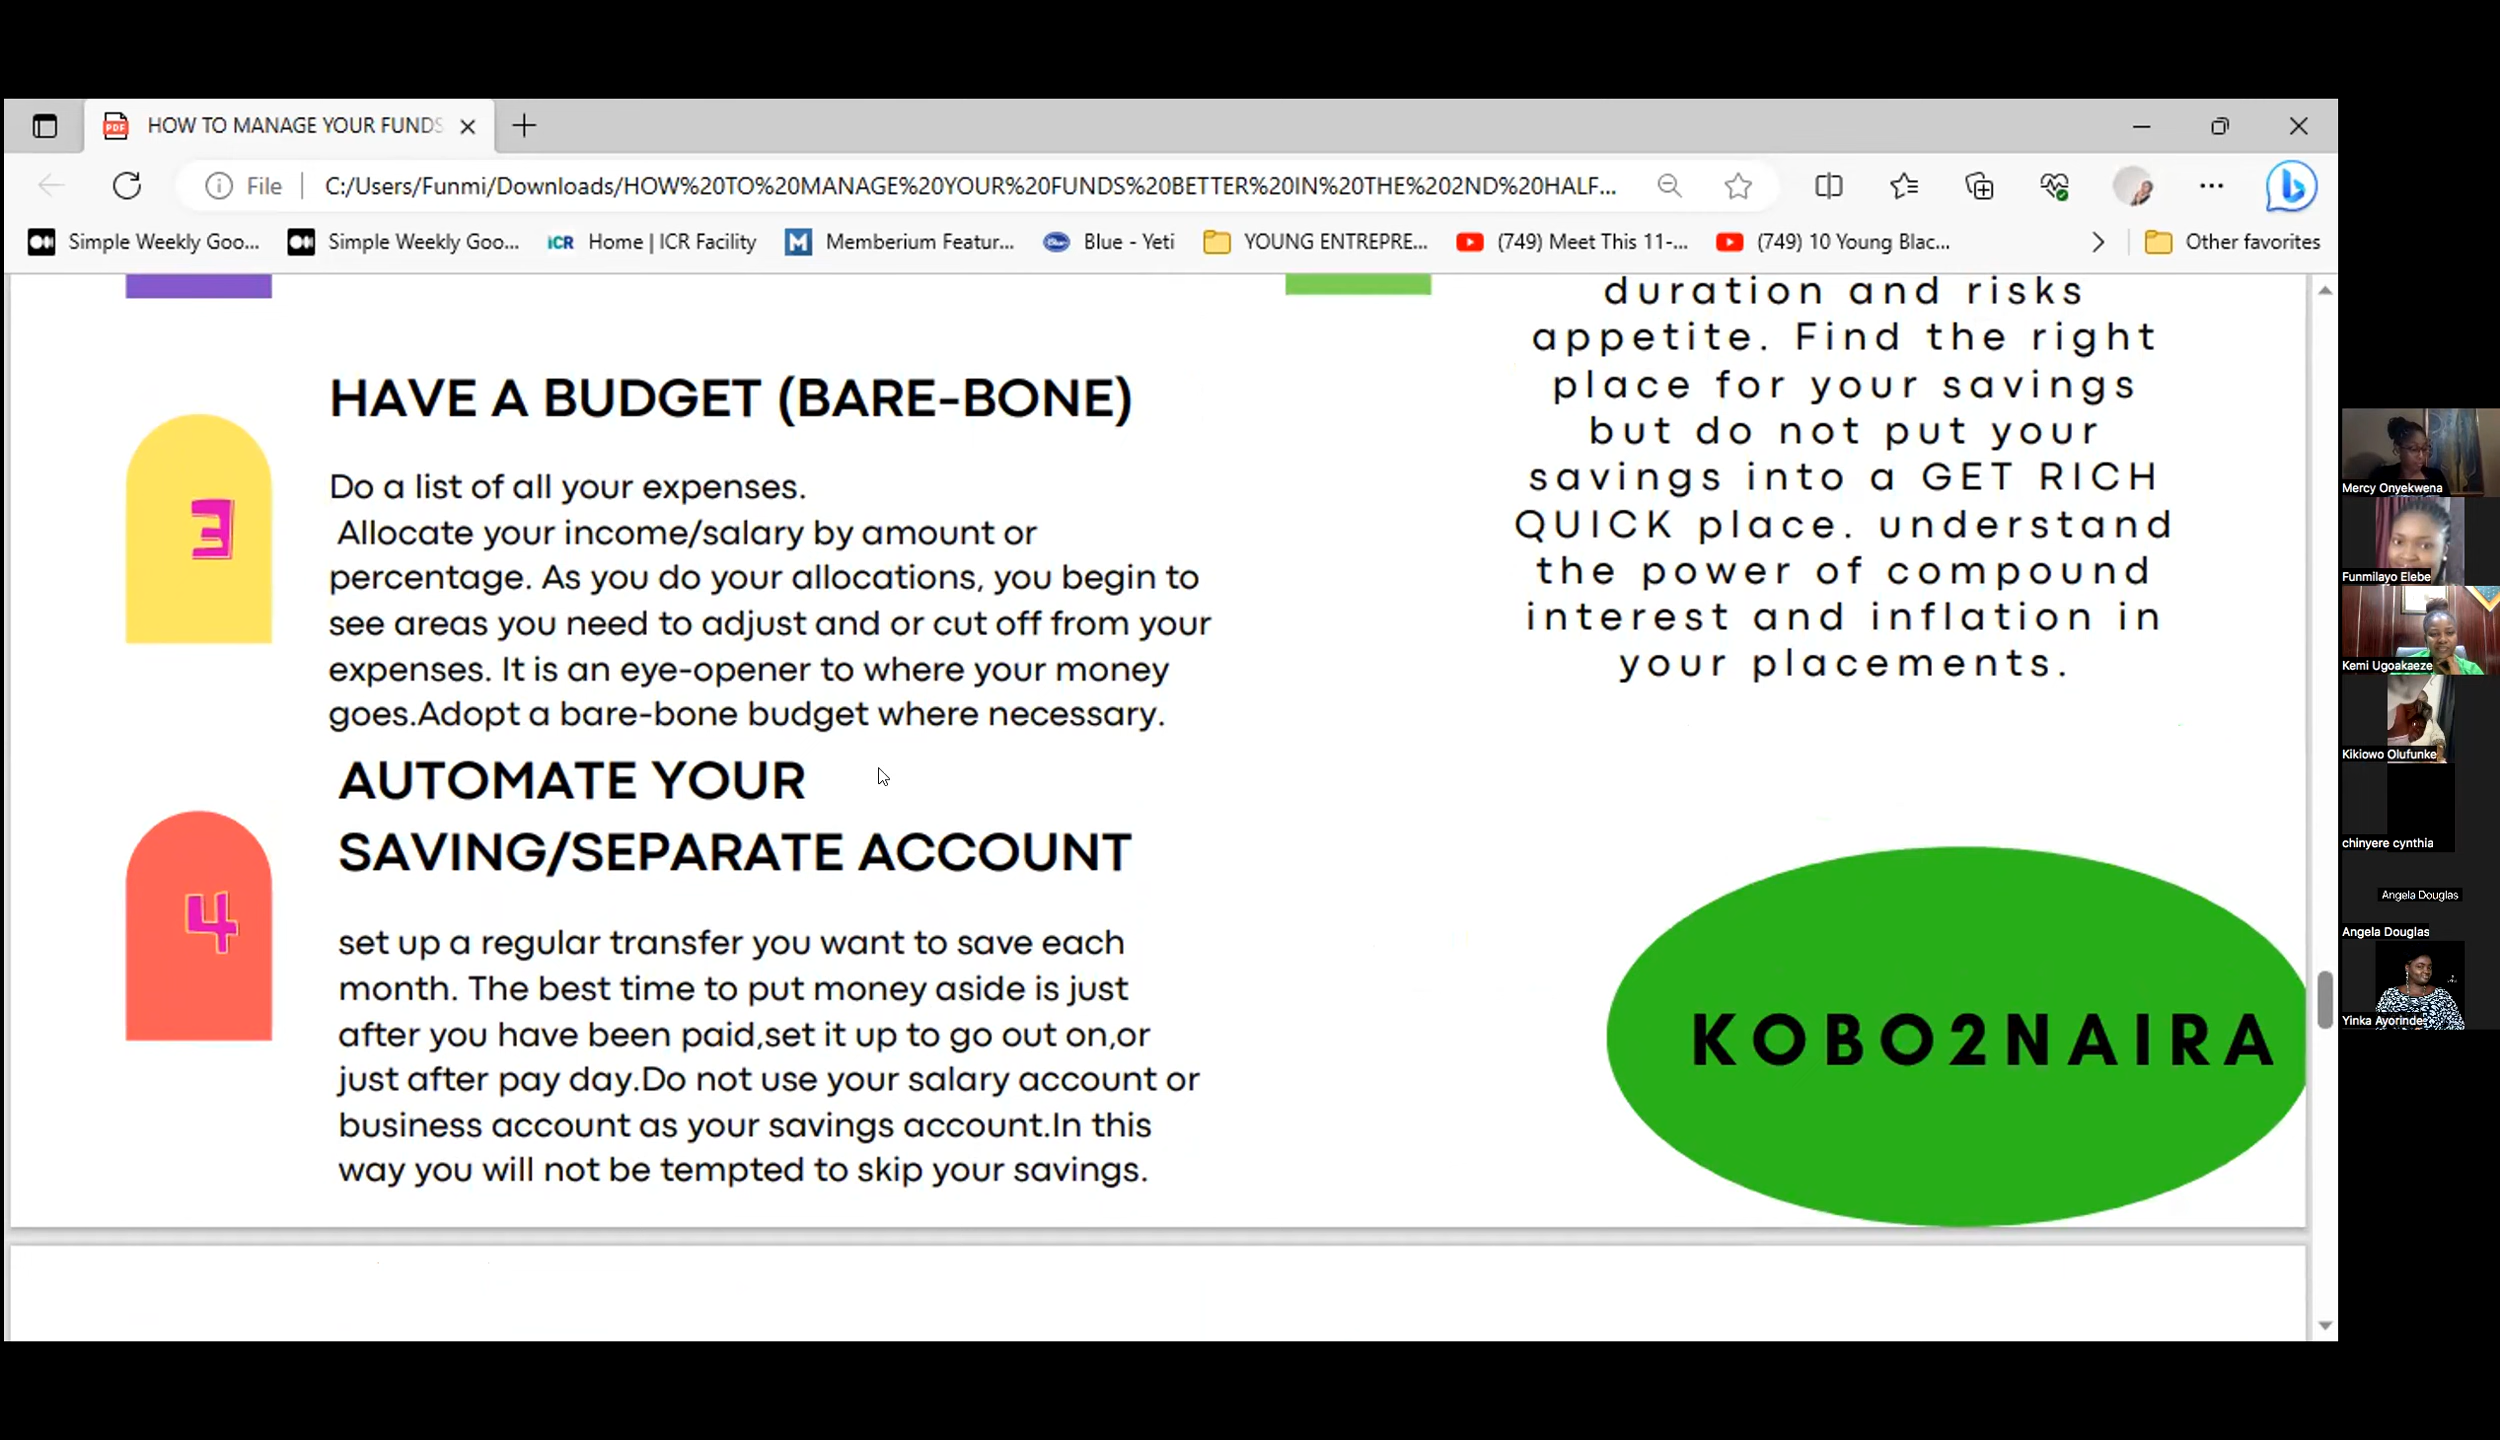 HOW TO MANAGE YOUR FUNDS
File
C:/Users/Funmi/Downloads/HOW%20TO%20MANAGE%20YOUR%20FUNDS%20BETTER%20IN%20THE%202ND%20HALF...
Simple Weekly Goo...
Simple Weekly Goo...
Home | ICR Facility
Memberium Featur...
Blue - Yeti
YOUNG ENTREPRE...
(749) Meet This 11-...
(749) 10 Young Blac...
Other favorites
3
HAVE A BUDGET (BARE-BONE)
Do a list of all your expenses.
Allocate your income/salary by amount or
percentage. As you do your allocations, you begin to
see areas you need to adjust and or cut off from your
expenses. It is an eye-opener to where your money
goes.Adopt a bare-bone budget where necessary.
4
AUTOMATE YOUR
SAVING/SEPARATE ACCOUNT
set up a regular transfer you want to save each
month. The best time to put money aside is just
after you have been paid,set it up to go out on,or
just after pay day.Do not use your salary account or
business account as your savings account.In this
way you will not be tempted to skip your savings.
duration and risks
appetite. Find the right
place for your savings
but do not put your
savings into a GET RICH
QUICK place. understand
the power of compound
interest and inflation in
your placements.
KOBO2NAIRA
Mercy Onyekwena
Funmilayo Elebe
Kemi Ugoakaeze
Kikiowo Olufunke
chinyere cynthia
Angela Douglas
Angela Douglas
Yinka Ayorinde